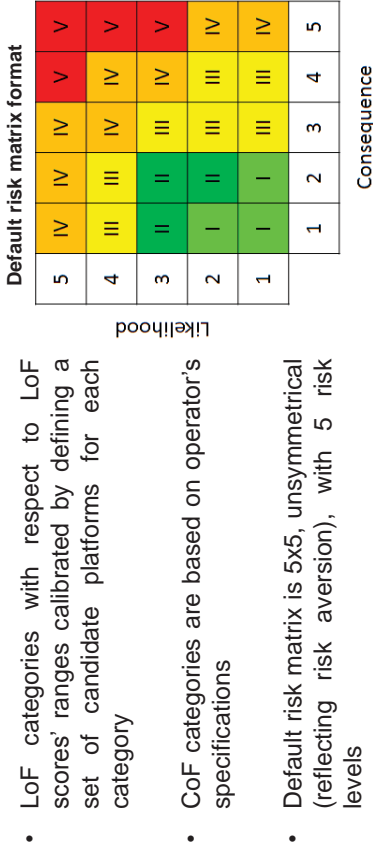 Default risk matrix format
Likelihood
5 IV IV IV V V
4 III III IV IV V
3 II II III IV V
2 I II III III IV
1 I I III III IV
1 2 3 4 5
Consequence
• LoF categories with respect to LoF
scores’ ranges calibrated by defining a
set of candidate platforms for each
category
• CoF categories are based on operator’s
specifications
• Default risk matrix is 5x5, unsymmetrical
(reflecting risk aversion), with 5 risk
levels